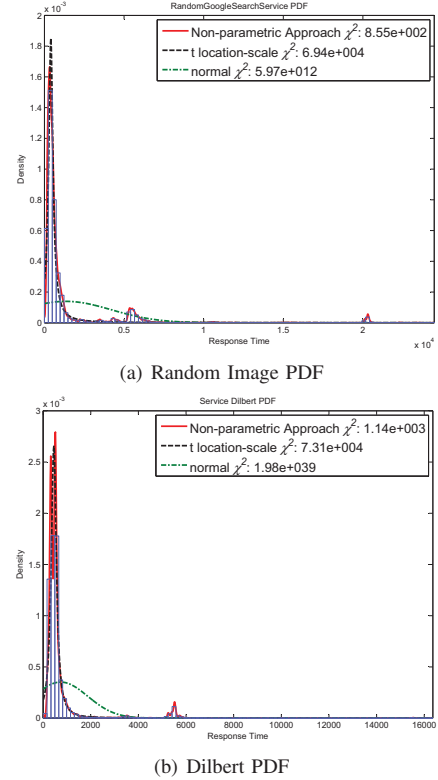 RandomGoogleSearchService PDF
x 10^-3
2
1.8
1.6
1.4
1.2
1
0.8
0.6
0.4
0.2
0
Density
Non-parametric Approach χ²: 8.55e+002
t location-scale χ²: 6.94e+004
normal χ²: 5.97e+012
0 0.5 1 1.5 2
x 10^4
Response Time
(a) Random Image PDF
Service Dilbert PDF
x 10^-3
3
2.5
2
1.5
1
0.5
0
Density
Non-parametric Approach χ²: 1.14e+003
t location-scale χ²: 7.31e+004
normal χ²: 1.98e+039
0 2000 4000 6000 8000 10000 12000 14000 16000
Response Time
(b) Dilbert PDF